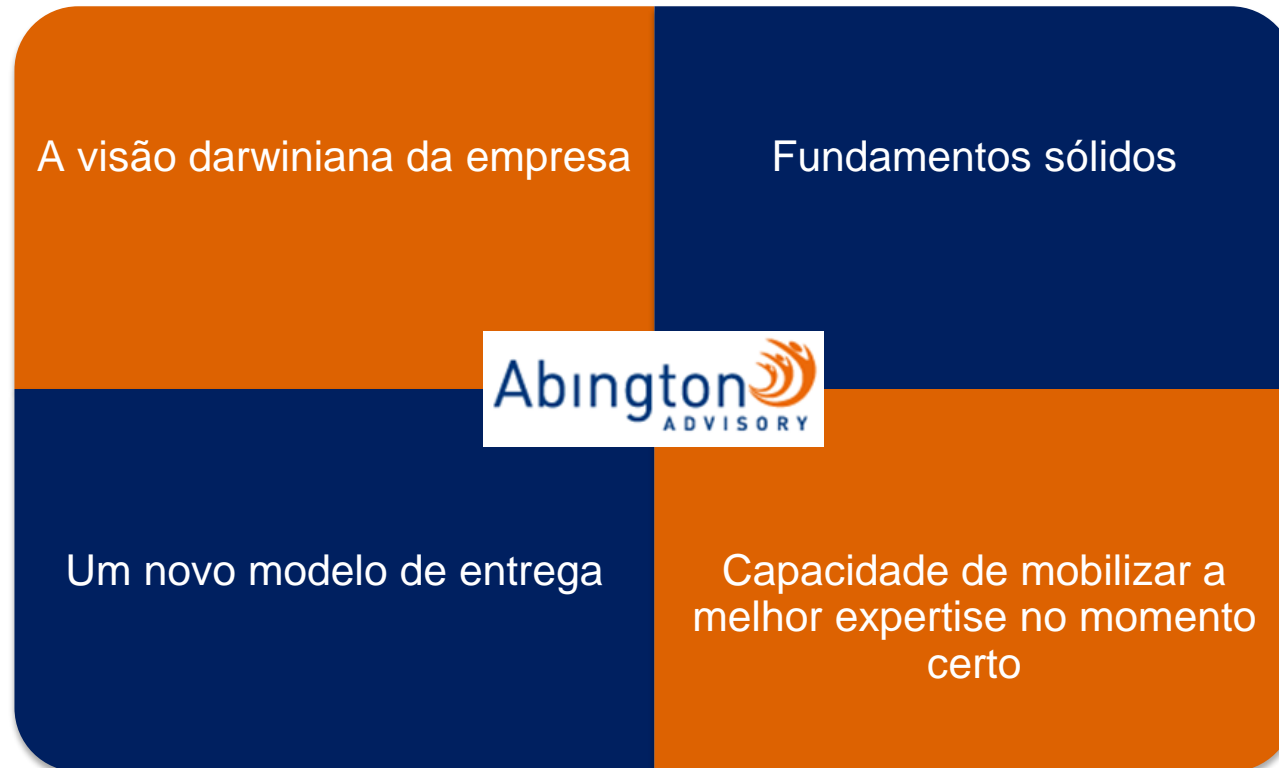 A visão darwiniana da empresa
Fundamentos sólidos
Abington
ADVISORY
Um novo modelo de entrega
Capacidade de mobilizar a
melhor expertise no momento
certo